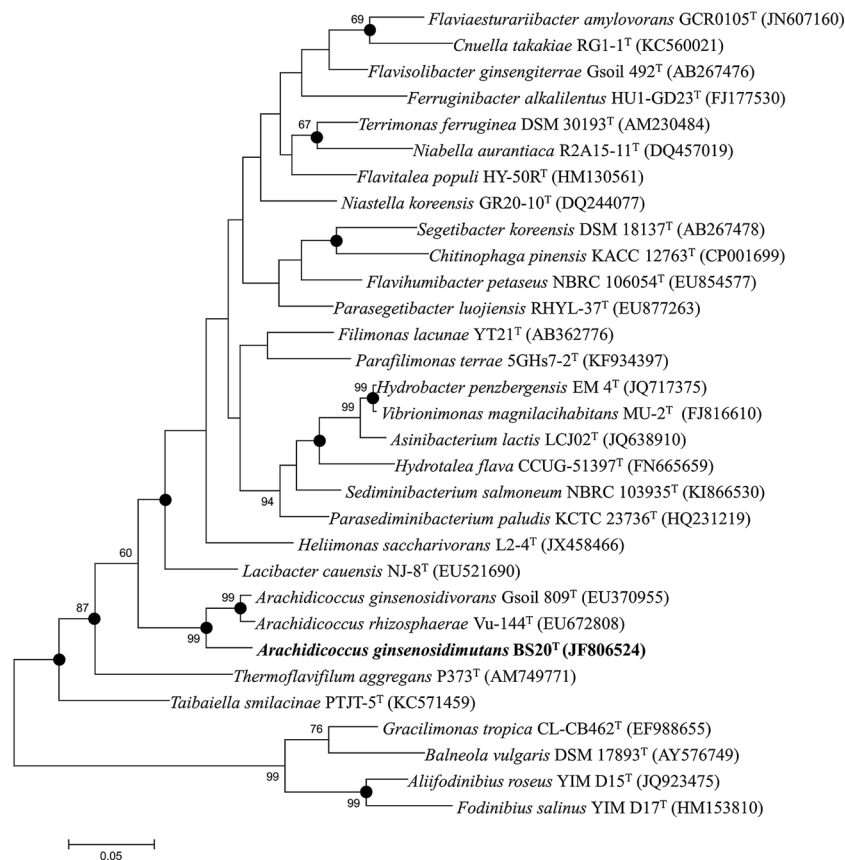 69
Flaviaesturariibacter amylovorans GCR0105ᵀ (JN607160)
Cnuella takakiae RG1-1ᵀ (KC560021)
Flavisolibacter ginsengiterrae Gsoil 492ᵀ (AB267476)
Ferruginibacter alkalilentus HU1-GD23ᵀ (FJ177530)
67
Terrimonas ferruginea DSM 30193ᵀ (AM230484)
Niabella aurantiaca R2A15-11ᵀ (DQ457019)
Flavitalea populi HY-50Rᵀ (HM130561)
Niastella koreensis GR20-10ᵀ (DQ244077)
Segetibacter koreensis DSM 18137ᵀ (AB267478)
Chitinophaga pinensis KACC 12763ᵀ (CP001699)
Flavihumibacter petaseus NBRC 106054ᵀ (EU854577)
Parasegetibacter luojiensis RHYL-37ᵀ (EU877263)
Filimonas lacunae YT21ᵀ (AB362776)
Parafilimonas terrae 5GHs7-2ᵀ (KF934397)
99
Hydrobacter penzbergensis EM 4ᵀ (JQ717375)
99
Vibrionimonas magnilacihabitans MU-2ᵀ (FJ816610)
Asinibacterium lactis LCJ02ᵀ (JQ638910)
Hydrotalea flava CCUG-51397ᵀ (FN665659)
Sediminibacterium salmoneum NBRC 103935ᵀ (KI866530)
94
Parasediminibacterium paludis KCTC 23736ᵀ (HQ231219)
Heliimonas saccharivorans L2-4ᵀ (JX458466)
60
Lacibacter cauensis NJ-8ᵀ (EU521690)
99
Arachidicoccus ginsenosidivorans Gsoil 809ᵀ (EU370955)
87
Arachidicoccus rhizosphaerae Vu-144ᵀ (EU672808)
99
Arachidicoccus ginsenosidimutans BS20ᵀ (JF806524)
Thermoflavifilum aggregans P373ᵀ (AM749771)
Taibaiella smilacinae PTJT-5ᵀ (KC571459)
76
Gracilimonas tropica CL-CB462ᵀ (EF988655)
Balneola vulgaris DSM 17893ᵀ (AY576749)
99
Aliifodinibius roseus YIM D15ᵀ (JQ923475)
99
Fodinibius salinus YIM D17ᵀ (HM153810)
0.05